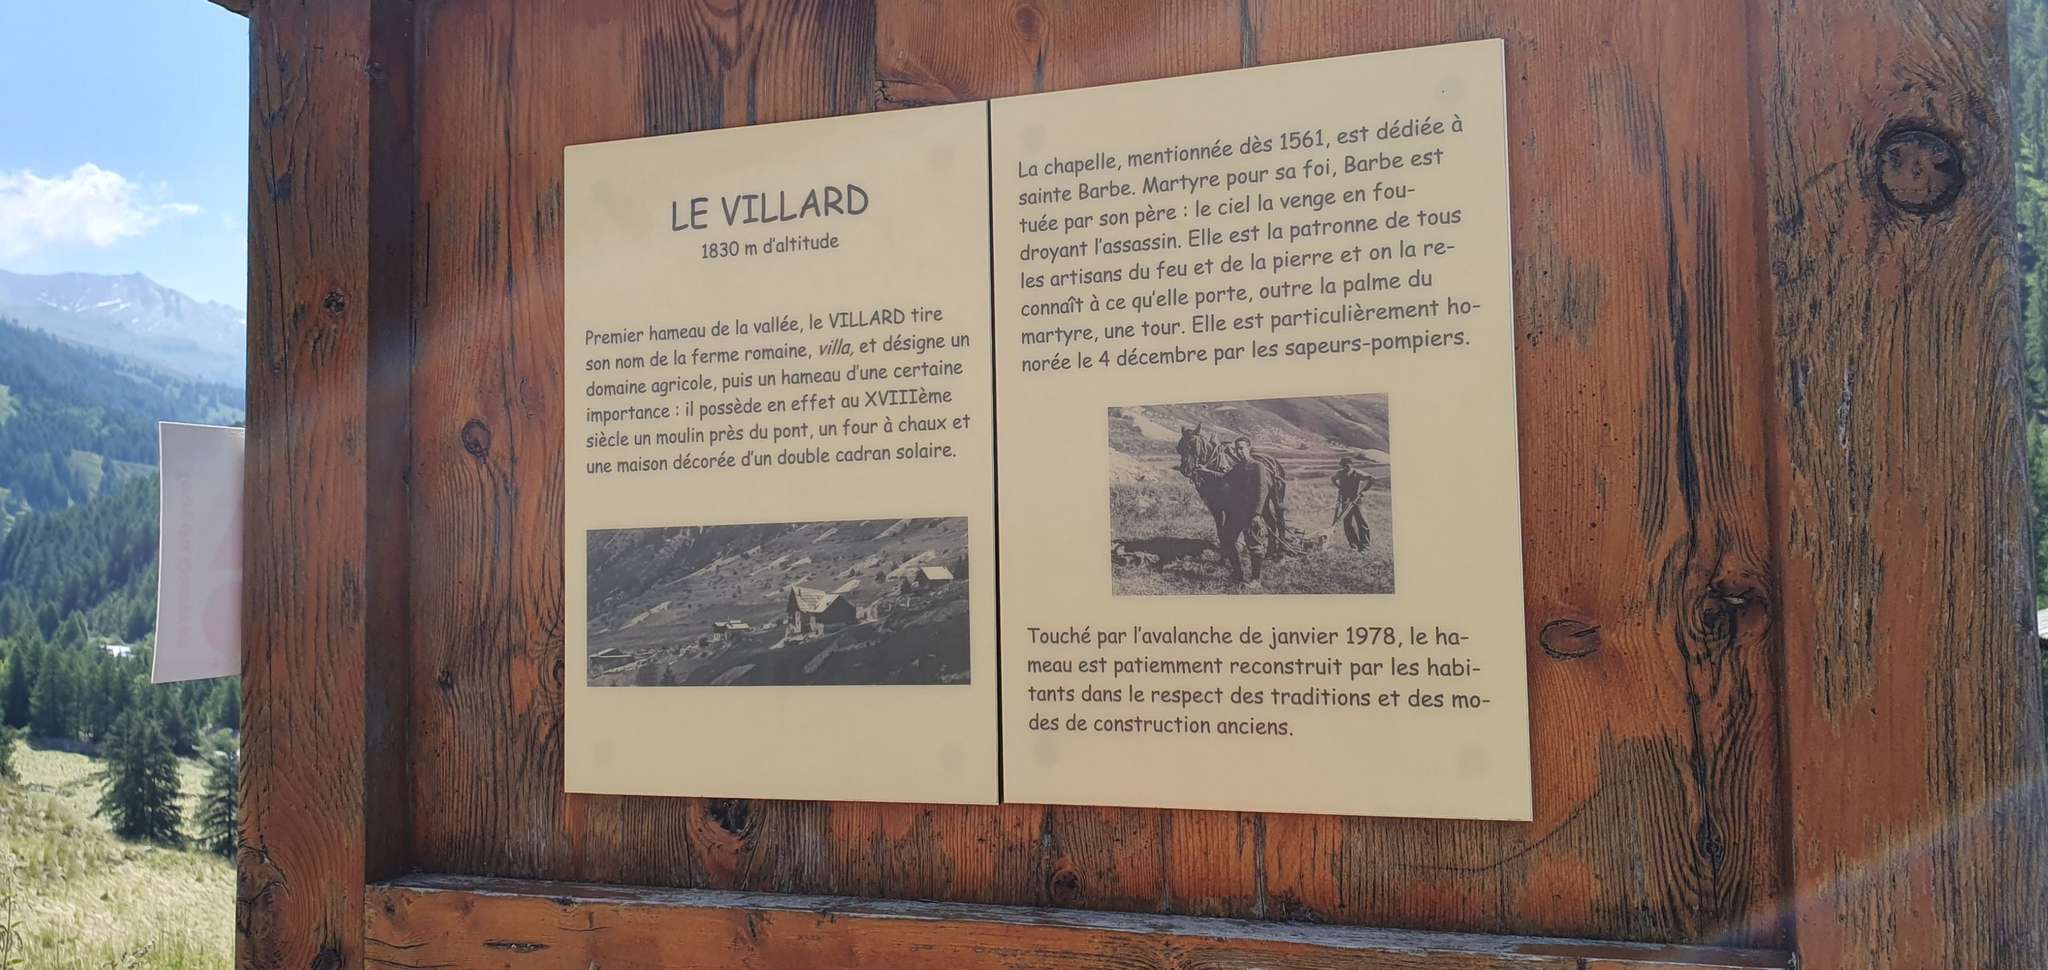 LE VILLARD
1830 m d'altitude
Premier hameau de la vallée, le VILLARD tire
son nom de la ferme romaine, villa, et désigne un
domaine agricole, puis un hameau d'une certaine
importance : il possède en effet au XVIIIème
siècle un moulin près du pont, un four à chaux et
une maison décorée d'un double cadran solaire.
La chapelle, mentionnée dès 1561, est dédiée à
sainte Barbe. Martyre pour sa foi, Barbe est
tuée par son père : le ciel la venge en fou-
droyant l'assassin. Elle est la patronne de tous
les artisans du feu et de la pierre et on la re-
connaît à ce qu'elle porte, outre la palme du
martyre, une tour. Elle est particulièrement ho-
norée le 4 décembre par les sapeurs-pompiers.
Touché par l'avalanche de janvier 1978, le ha-
meau est patiemment reconstruit par les habi-
tants dans le respect des traditions et des mo-
des de construction anciens.